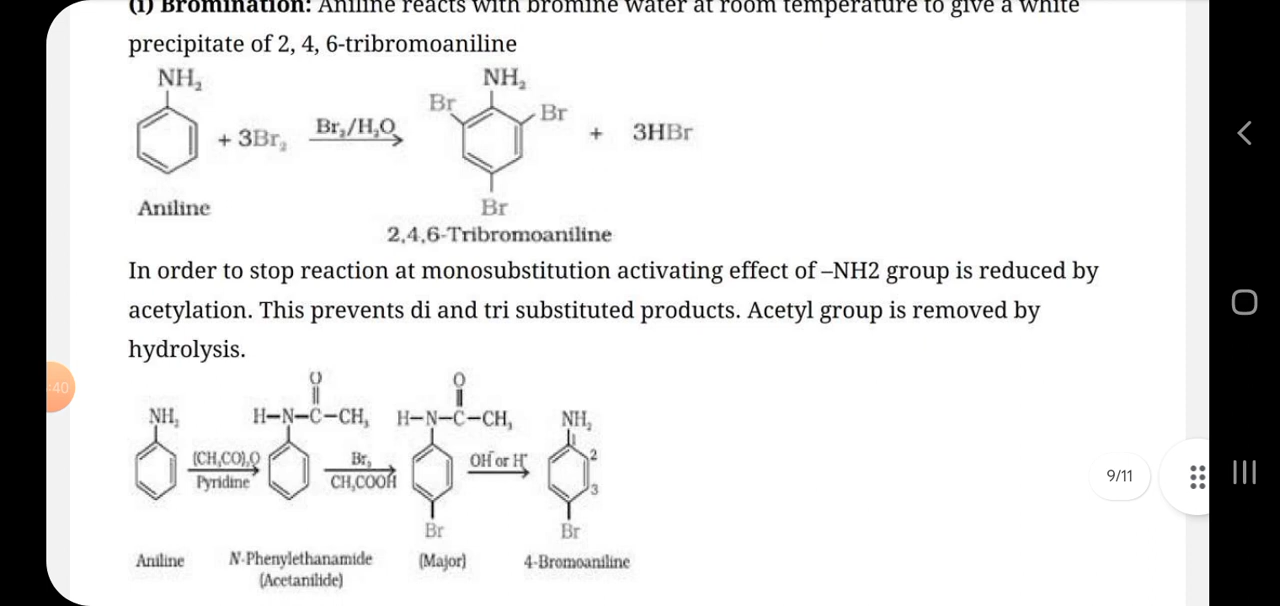 (i) Bromination: Aniline reacts with bromine water at room temperature to give a white
precipitate of 2, 4, 6-tribromoaniline
NH₂ NH₂
Br Br
+ 3Br₂ Br₂/H₂O + 3HBr
Aniline Br
2,4,6-Tribromoaniline
In order to stop reaction at monosubstitution activating effect of –NH2 group is reduced by
acetylation. This prevents di and tri substituted products. Acetyl group is removed by
hydrolysis.
O O
NH₂ H–N–C–CH₃ H–N–C–CH₃ NH₂
(CH₃CO)₂O Br₂ OH⁻ or H⁺ 2
Pyridine CH₃COOH 3
Br Br
Aniline N-Phenylethanamide (Major) 4-Bromoaniline
(Acetanilide)
:40
9/11